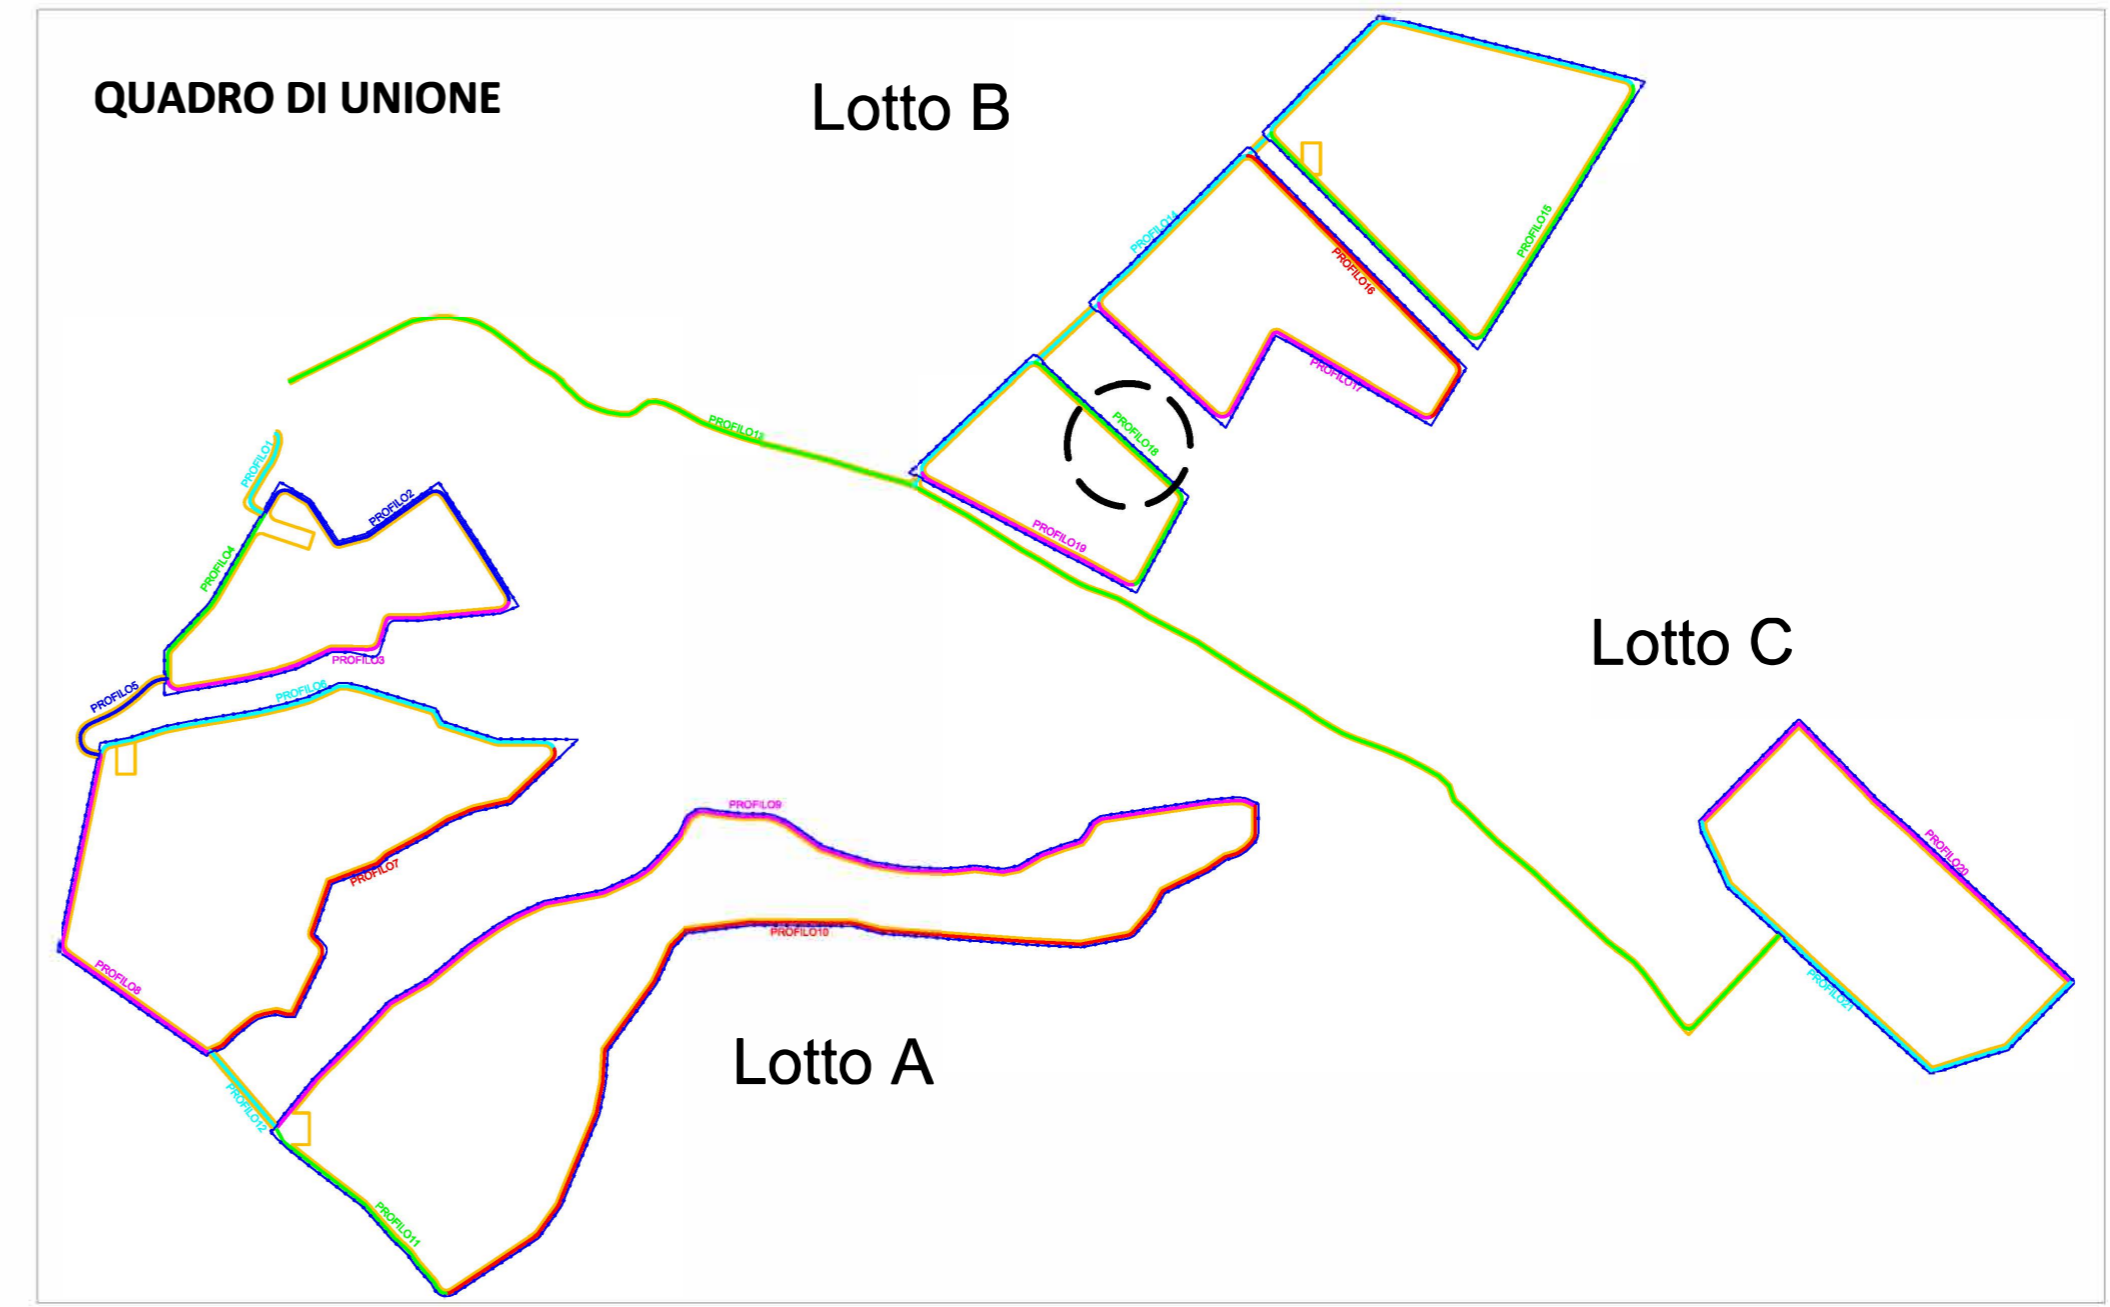 QUADRO DI UNIONE
Lotto B
PROFILO14
PROFILO15
PROFILO16
PROFILO17
PROFILO13
PROFILO18
PROFILO19
PROFILO1
PROFILO2
PROFILO4
PROFILO3
PROFILO5
PROFILO6
Lotto C
PROFILO9
PROFILO7
PROFILO20
PROFILO10
PROFILO8
PROFILO21
Lotto A
PROFILO12
PROFILO11